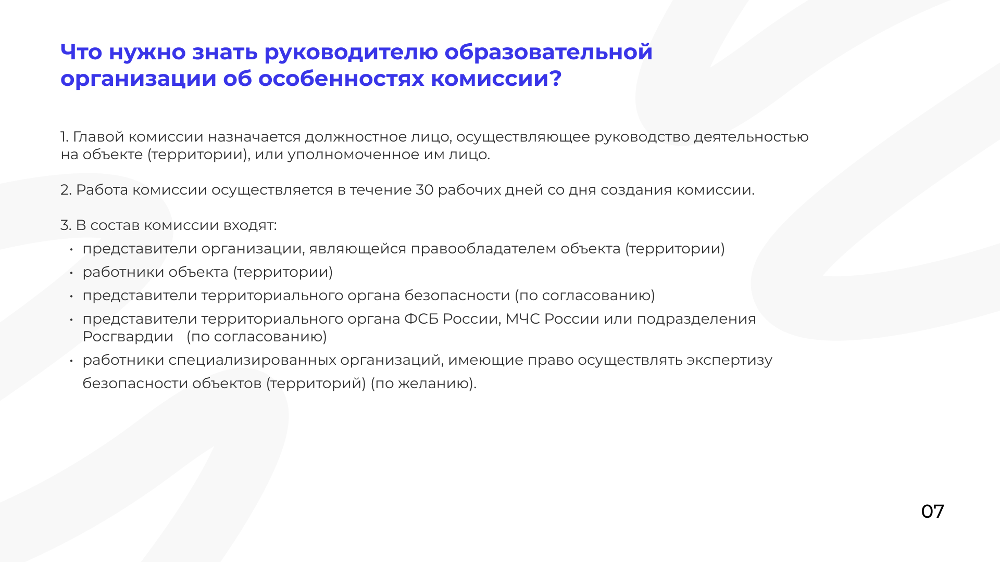 Что нужно знать руководителю образовательной
организации об особенностях комиссии?
1. Главой комиссии назначается должностное лицо, осуществляющее руководство деятельностью
на объекте (территории), или уполномоченное им лицо.
2. Работа комиссии осуществляется в течение 30 рабочих дней со дня создания комиссии.
3. В состав комиссии входят:
• представители организации, являющейся правообладателем объекта (территории)
• работники объекта (территории)
• представители территориального органа безопасности (по согласованию)
• представители территориального органа ФСБ России, МЧС России или подразделения
Росгвардии (по согласованию)
• работники специализированных организаций, имеющие право осуществлять экспертизу
безопасности объектов (территорий) (по желанию).
07